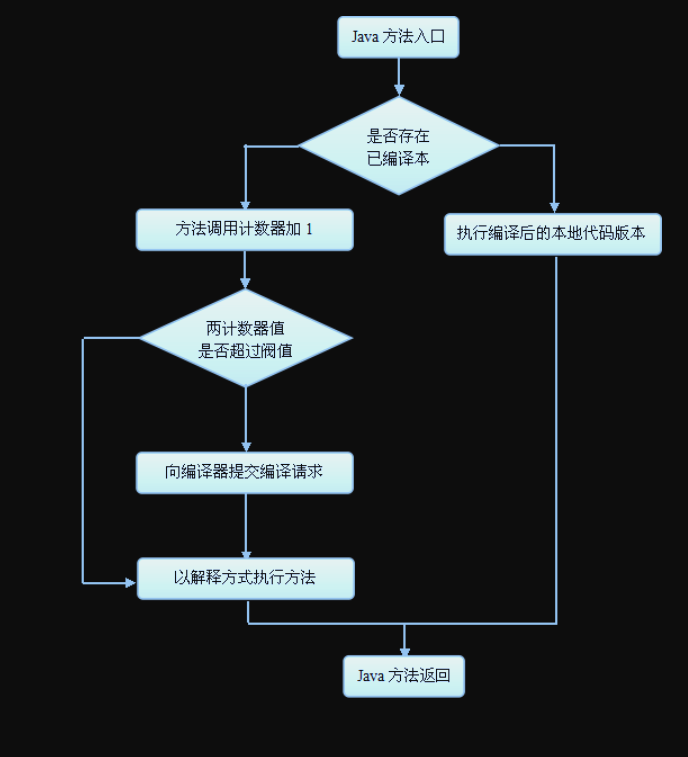 Java 方法入口
是否存在
已编译本
方法调用计数器加 1
执行编译后的本地代码版本
两计数器值
是否超过阀值
向编译器提交编译请求
以解释方式执行方法
Java 方法返回